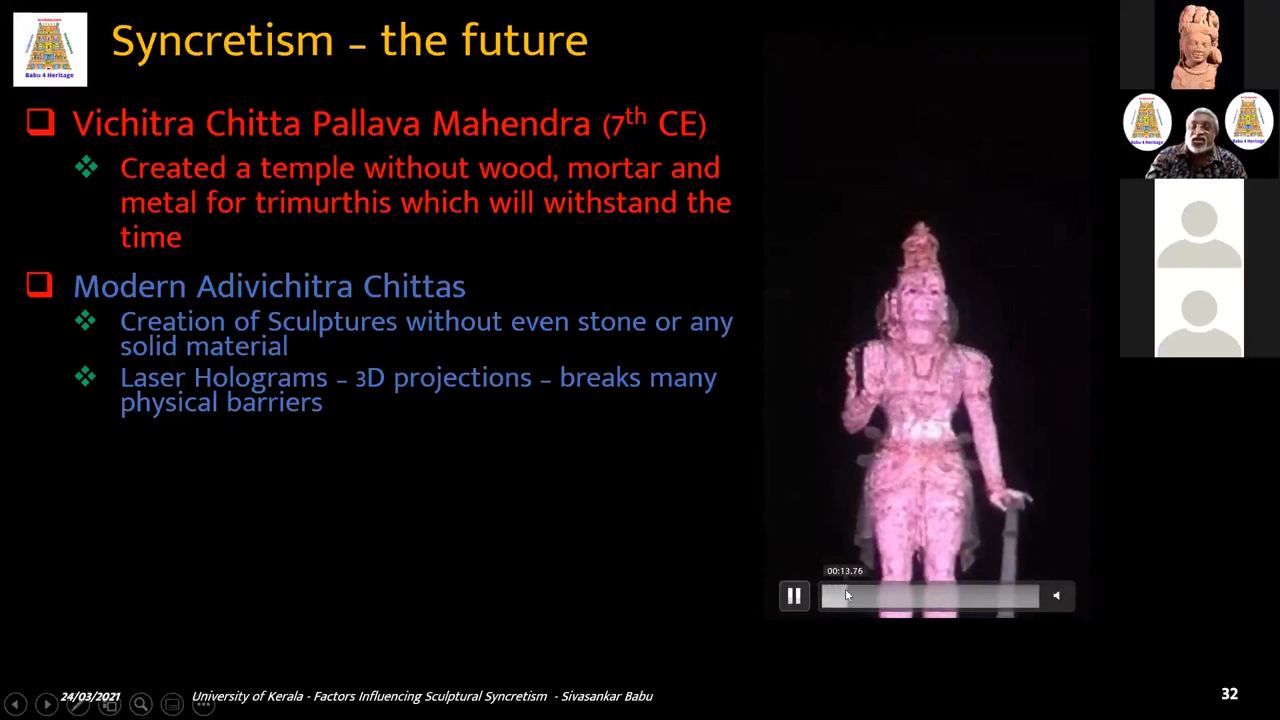 Syncretism – the future
Babu 4 Heritage
Vichitra Chitta Pallava Mahendra (7th CE)
Created a temple without wood, mortar and
metal for trimurthis which will withstand the
time
Modern Adivichitra Chittas
Creation of Sculptures without even stone or any
solid material
Laser Holograms – 3D projections – breaks many
physical barriers
00:13.76
24/03/2021
University of Kerala - Factors Influencing Sculptural Syncretism - Sivasankar Babu
32